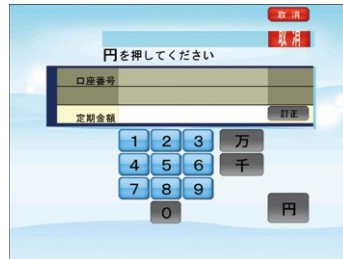 取消
取消
円を押してください
口座番号
定期金額 訂正
1 2 3 万
4 5 6 千
7 8 9
0 円